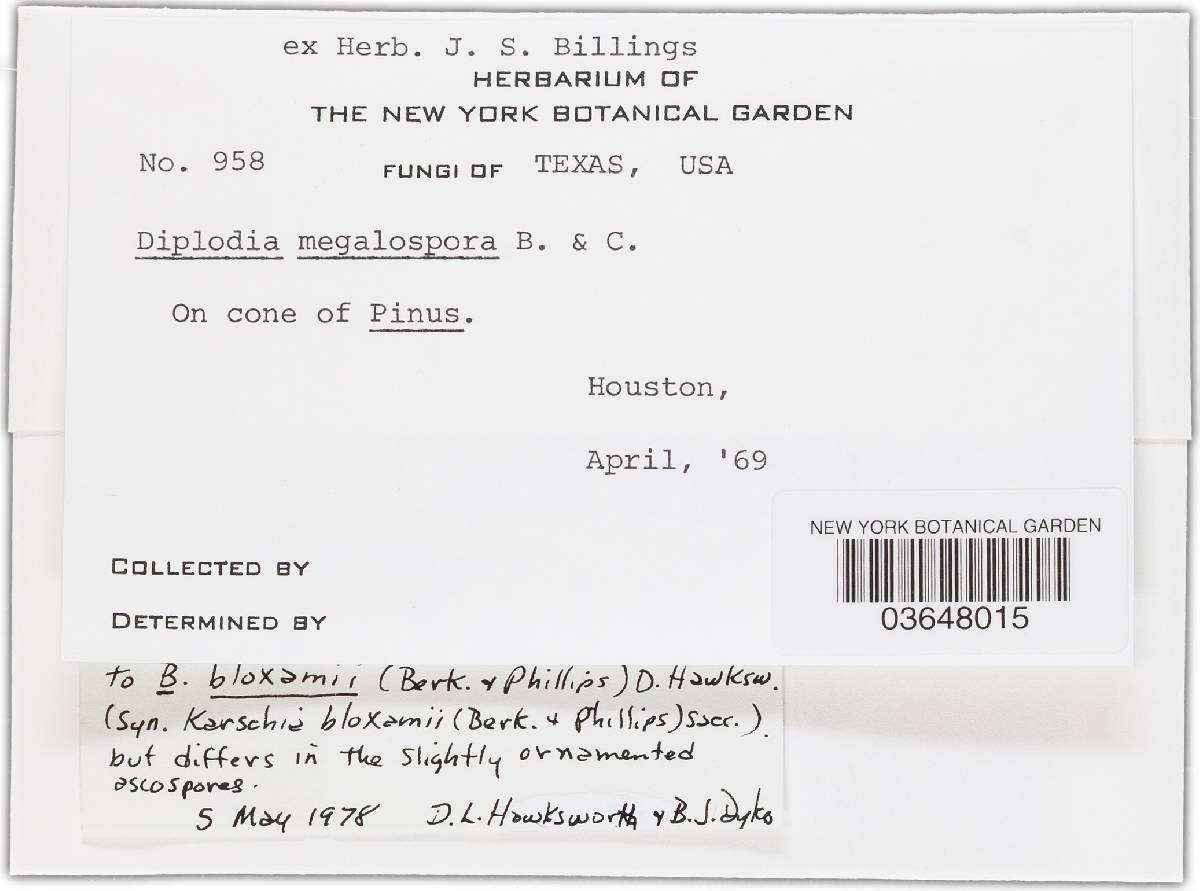 ex Herb. J. S. Billings
HERBARIUM OF
THE NEW YORK BOTANICAL GARDEN
No. 958 FUNGI OF TEXAS, USA
Diplodia megalospora B. & C.
On cone of Pinus.
Houston,
April, '69
NEW YORK BOTANICAL GARDEN
03648015
COLLECTED BY
DETERMINED BY
to B. bloxamii (Berk. & Phillips) D. Hawksw.
(Syn. Karschia bloxamii (Berk. & Phillips) Sacc.).
but differs in the slightly ornamented
ascospores.
5 May 1978 D.L. Hawksworth & B.J. Dyko